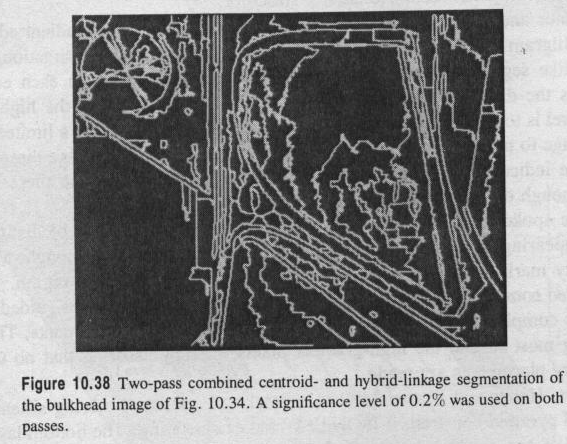 Figure 10.38 Two-pass combined centroid- and hybrid-linkage segmentation of
the bulkhead image of Fig. 10.34. A significance level of 0.2% was used on both
passes.